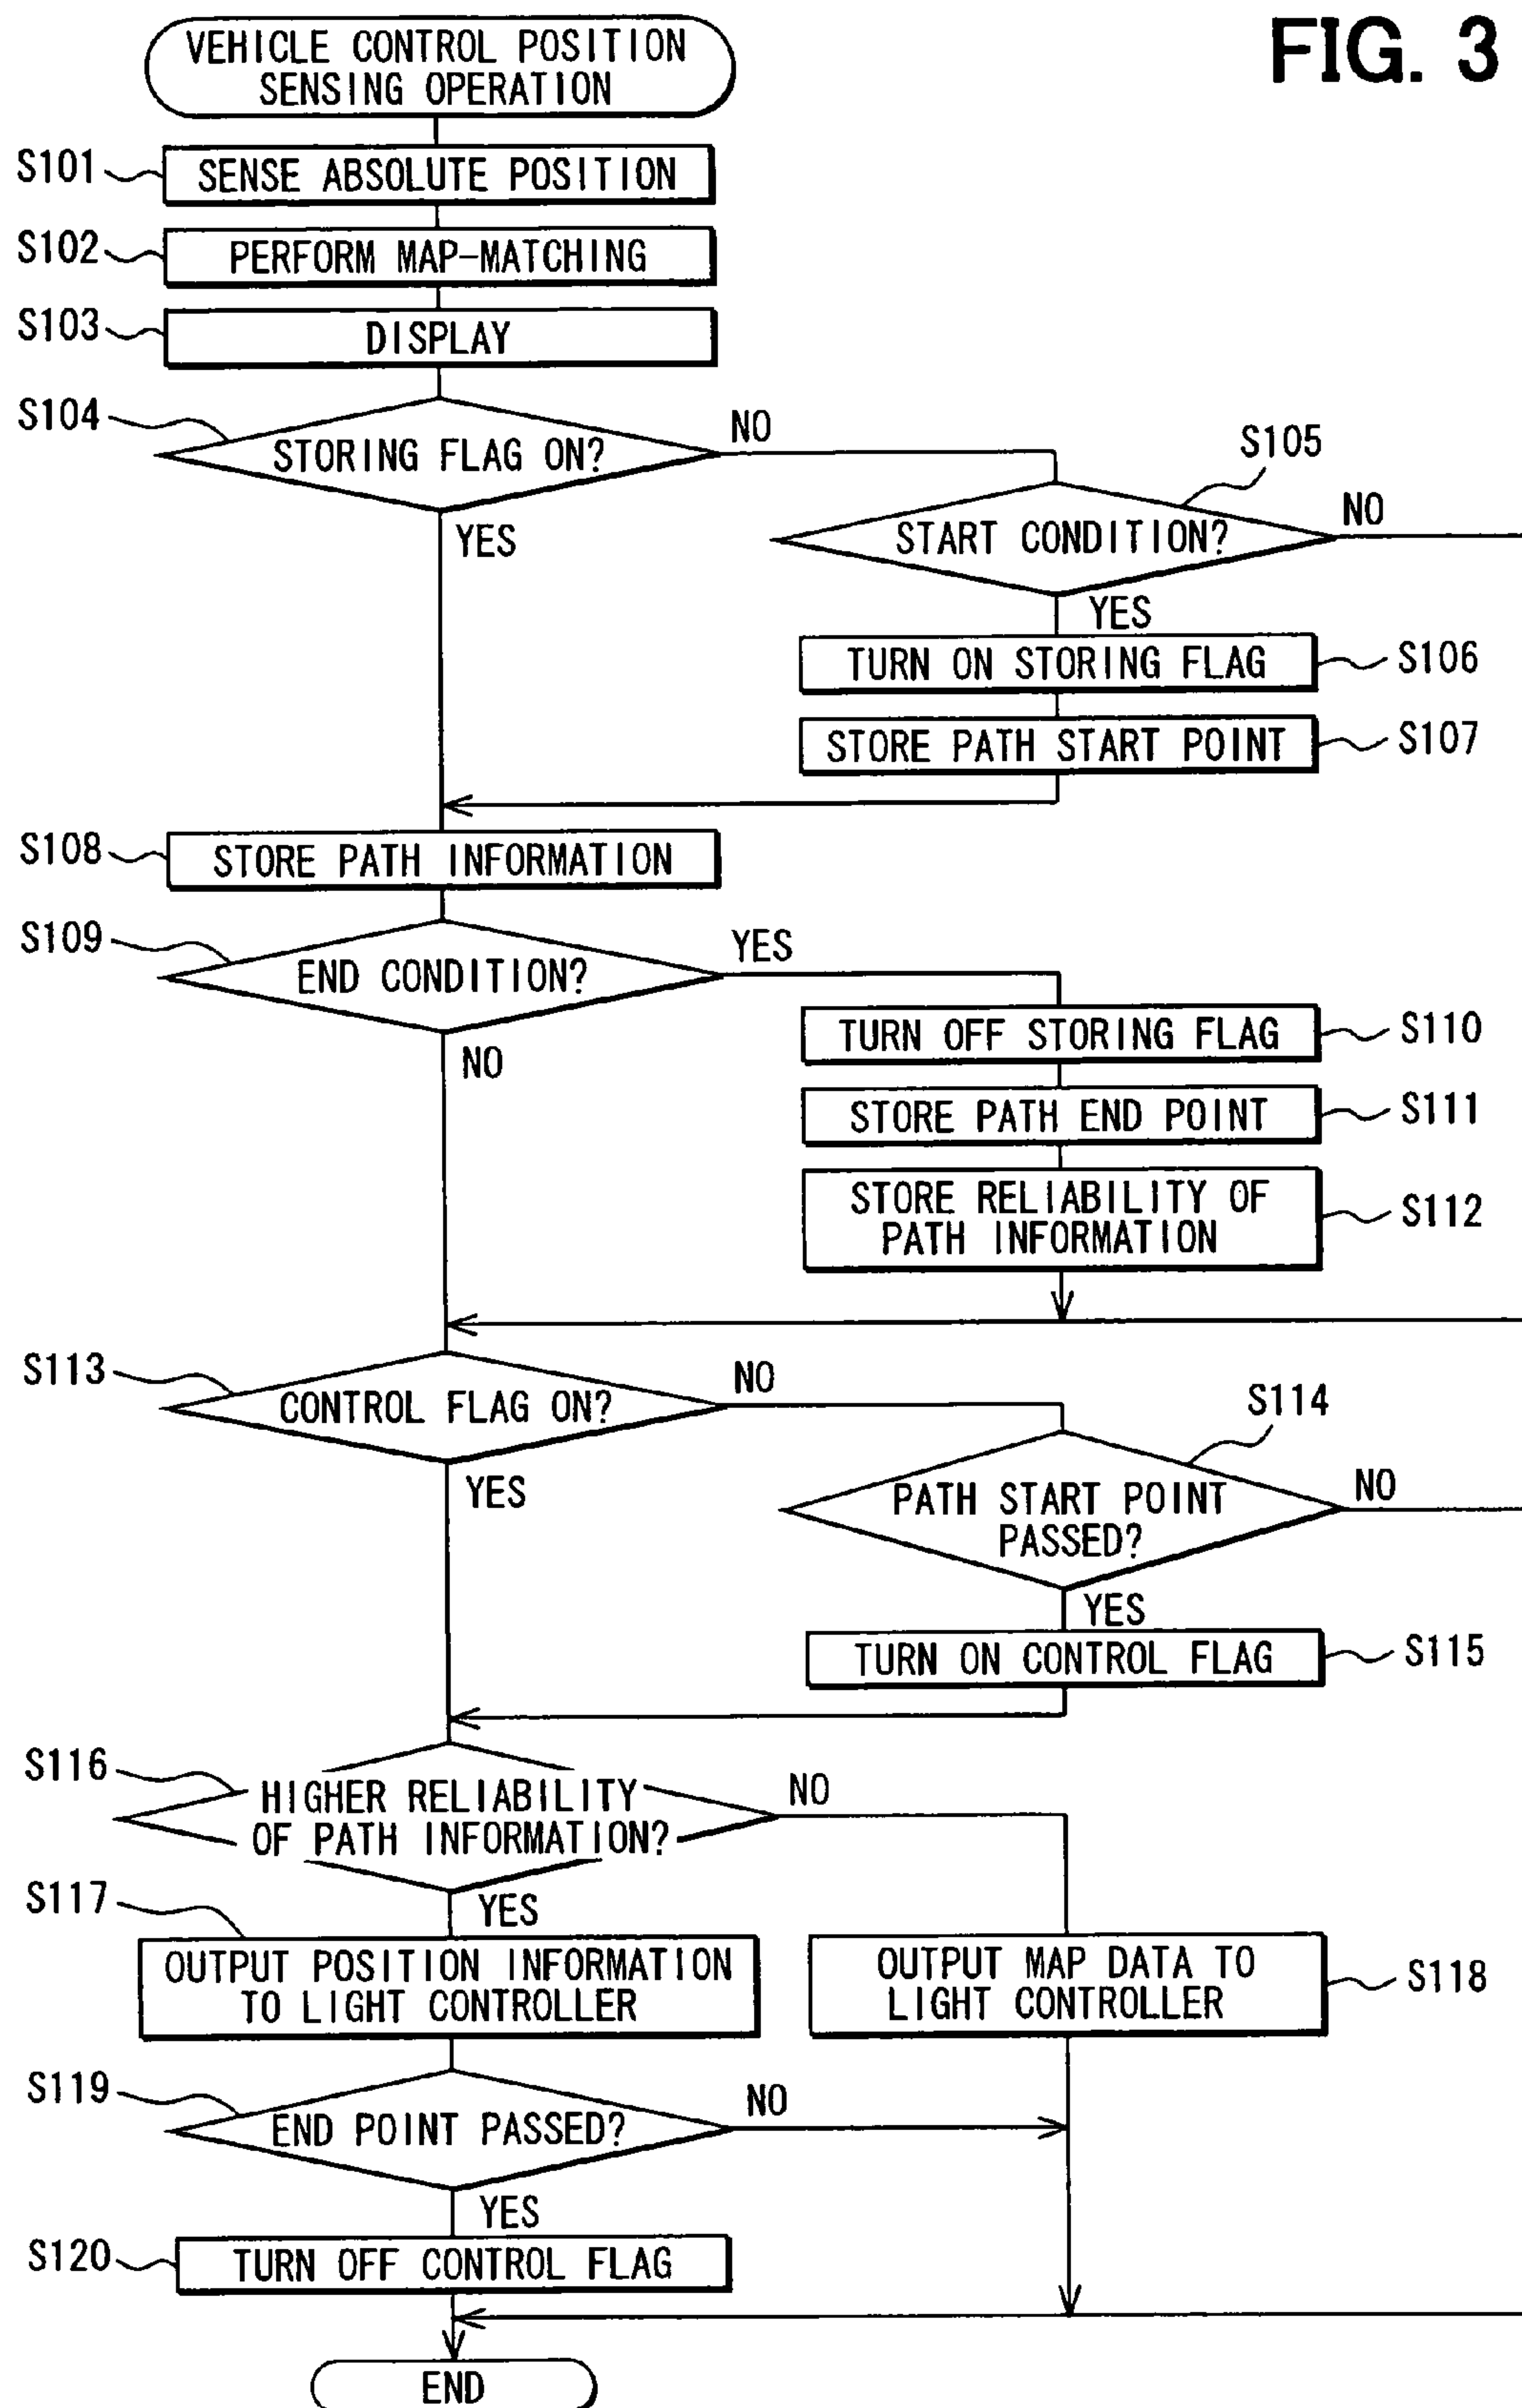 FIG. 3
VEHICLE CONTROL POSITION
SENSING OPERATION
S101
SENSE ABSOLUTE POSITION
S102
PERFORM MAP-MATCHING
S103
DISPLAY
S104
STORING FLAG ON?
NO
YES
S105
START CONDITION?
NO
YES
TURN ON STORING FLAG
S106
STORE PATH START POINT
S107
S108
STORE PATH INFORMATION
S109
END CONDITION?
YES
NO
TURN OFF STORING FLAG
S110
STORE PATH END POINT
S111
STORE RELIABILITY OF
PATH INFORMATION
S112
S113
CONTROL FLAG ON?
NO
YES
S114
PATH START POINT
PASSED?
NO
YES
TURN ON CONTROL FLAG
S115
S116
HIGHER RELIABILITY
OF PATH INFORMATION?
NO
YES
S117
OUTPUT POSITION INFORMATION
TO LIGHT CONTROLLER
OUTPUT MAP DATA TO
LIGHT CONTROLLER
S118
S119
END POINT PASSED?
NO
YES
S120
TURN OFF CONTROL FLAG
END